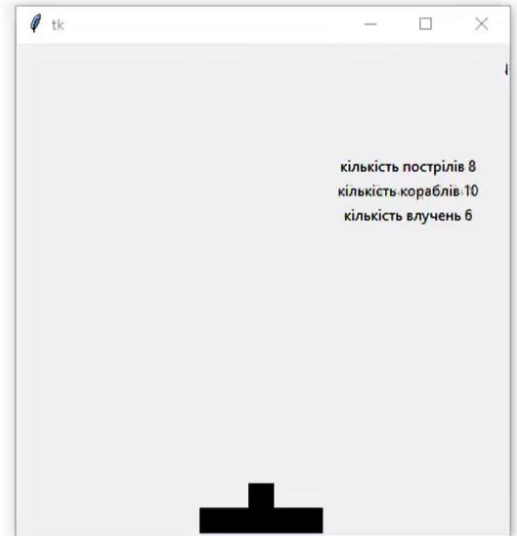 tk
кількість пострілів 8
кількість кораблів 10
кількість влучень 6